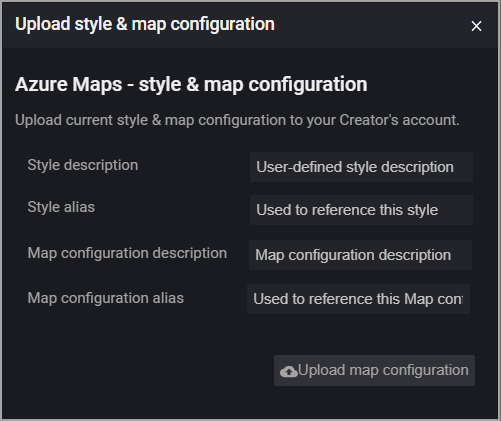 Upload style & map configuration
Azure Maps - style & map configuration
Upload current style & map configuration to your Creator's account.
Style description User-defined style description
Style alias Used to reference this style
Map configuration description Map configuration description
Map configuration alias Used to reference this Map con
Upload map configuration